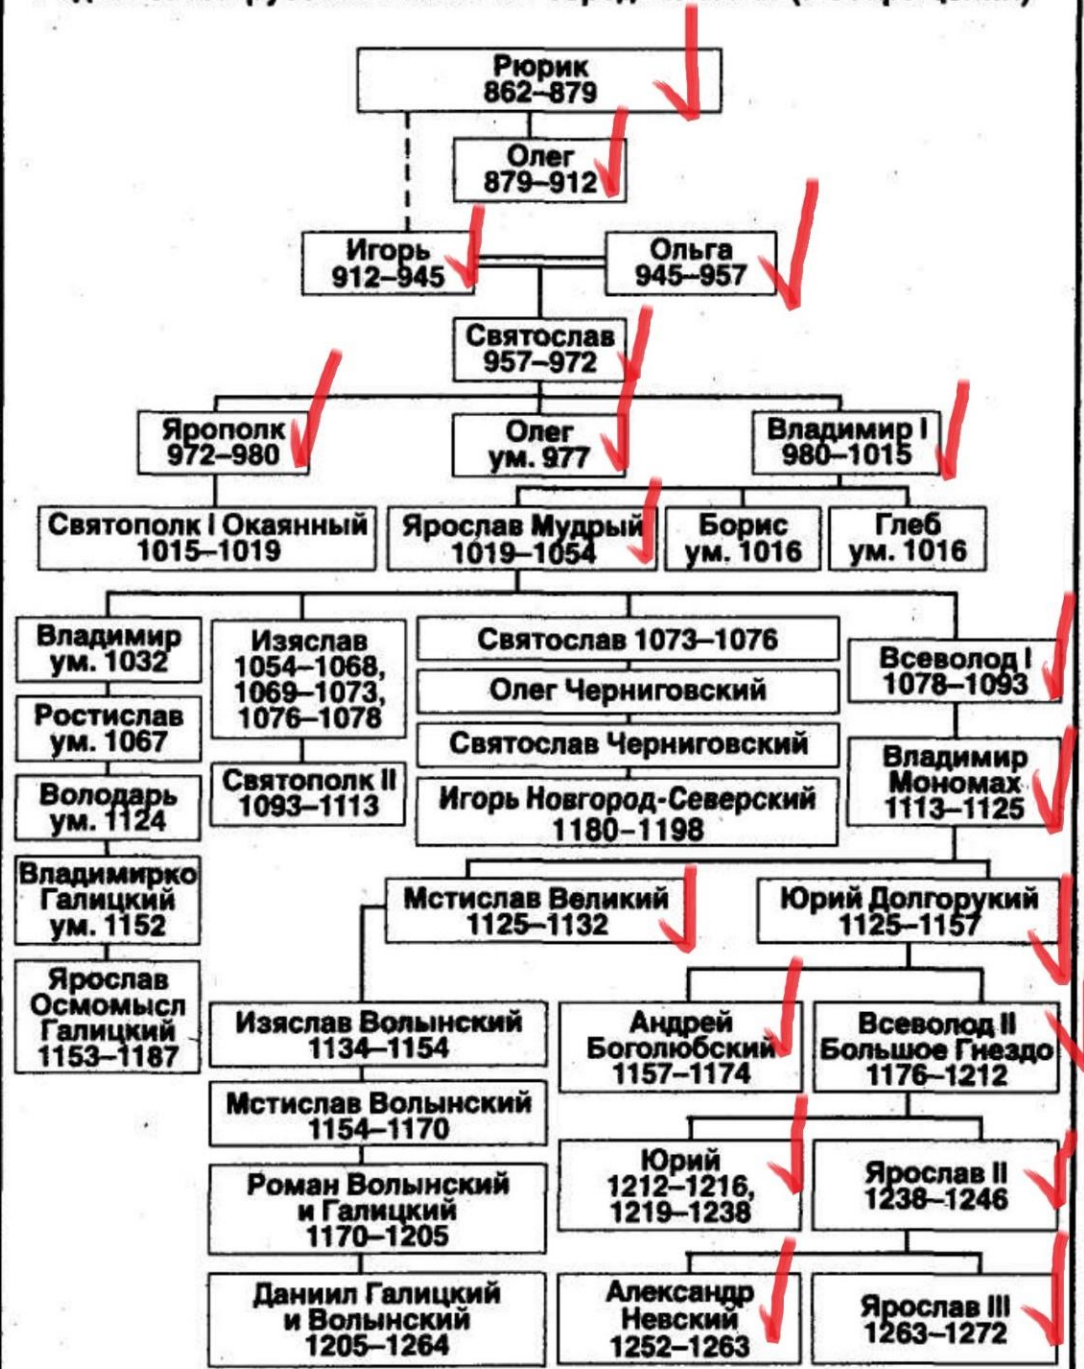 Рюрик
862–879
Олег
879–912
Игорь
912–945
Ольга
945–957
Святослав
957–972
Ярополк
972–980
Олег
ум. 977
Владимир I
980–1015
Святополк I Окаянный
1015–1019
Ярослав Мудрый
1019–1054
Борис
ум. 1016
Глеб
ум. 1016
Владимир
ум. 1032
Ростислав
ум. 1067
Володарь
ум. 1124
Владимирко
Галицкий
ум. 1152
Ярослав
Осмомысл
Галицкий
1153–1187
Изяслав
1054–1068,
1069–1073,
1076–1078
Святополк II
1093–1113
Святослав 1073–1076
Олег Черниговский
Святослав Черниговский
Игорь Новгород-Северский
1180–1198
Всеволод I
1078–1093
Владимир
Мономах
1113–1125
Мстислав Великий
1125–1132
Юрий Долгорукий
1125–1157
Изяслав Волынский
1134–1154
Мстислав Волынский
1154–1170
Роман Волынский
и Галицкий
1170–1205
Даниил Галицкий
и Волынский
1205–1264
Андрей
Боголюбский
1157–1174
Всеволод II
Большое Гнездо
1176–1212
Юрий
1212–1216,
1219–1238
Ярослав II
1238–1246
Александр
Невский
1252–1263
Ярослав III
1263–1272